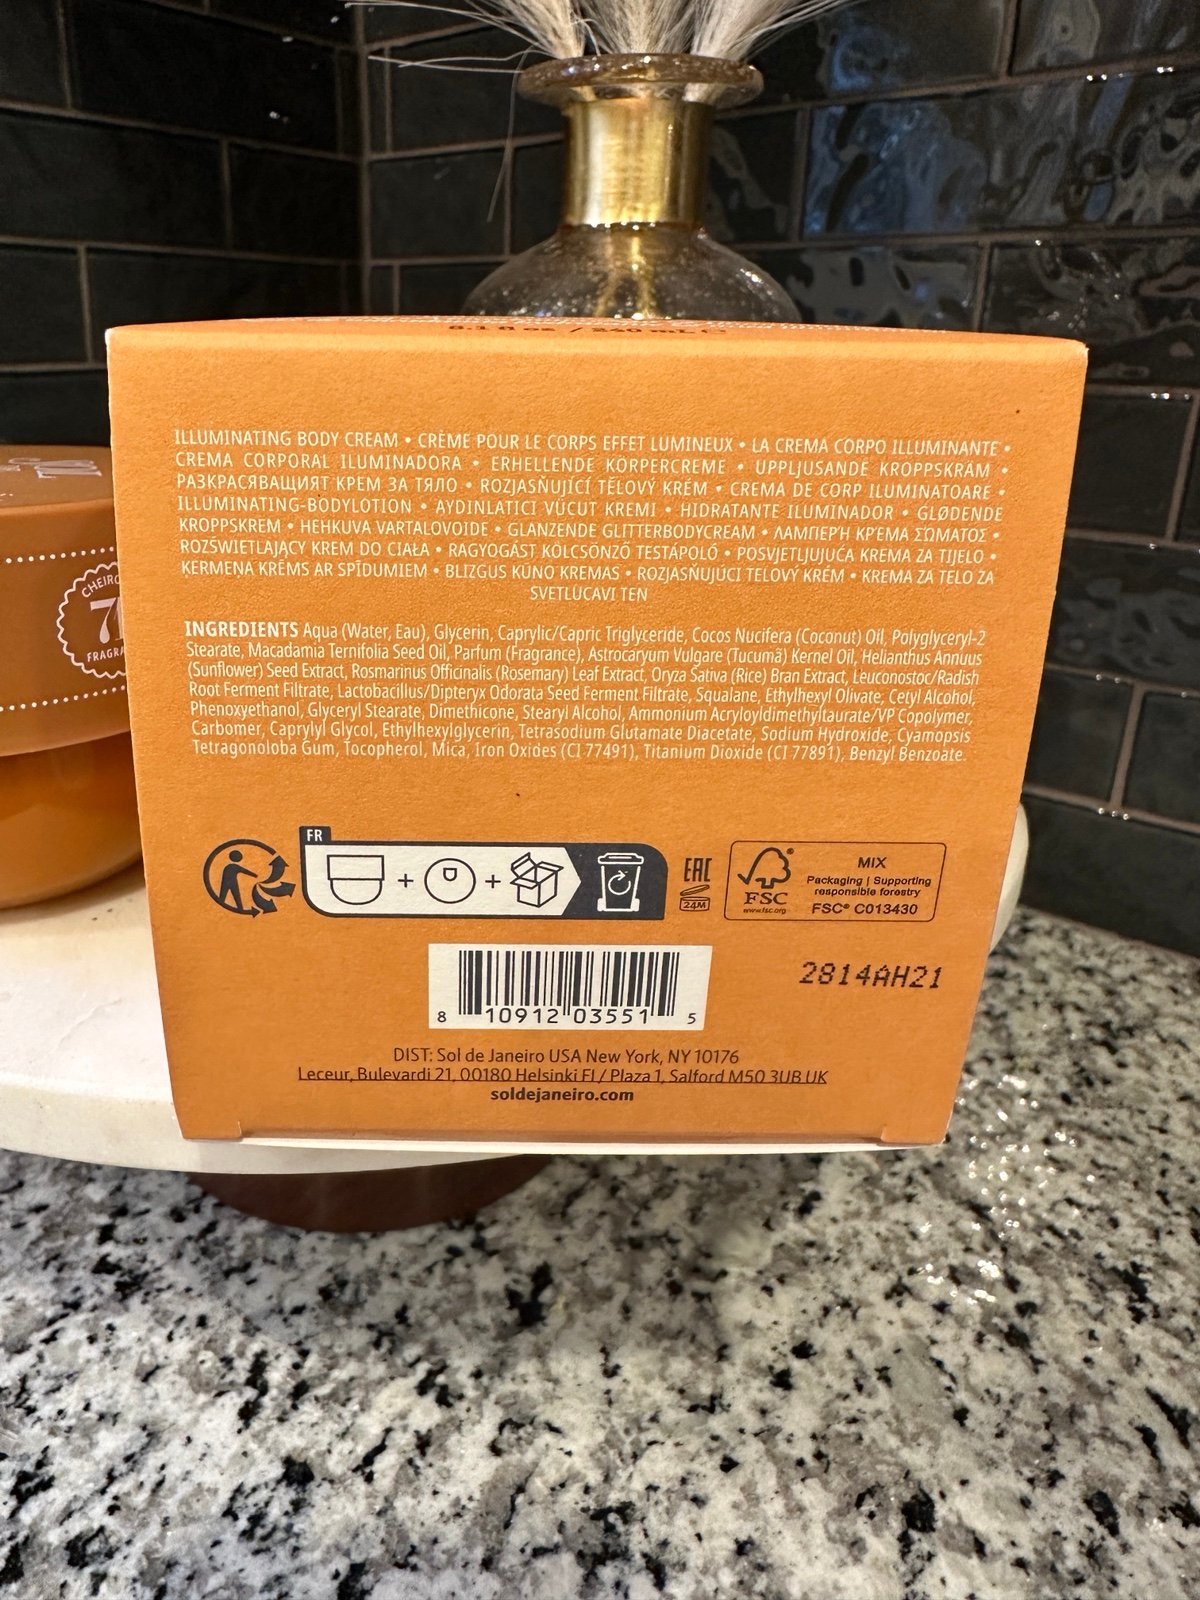 8.1 fl oz / 240 mL ℮
ILLUMINATING BODY CREAM • CRÈME POUR LE CORPS EFFET LUMINEUX • LA CREMA CORPO ILLUMINANTE •
CREMA CORPORAL ILUMINADORA • ERHELLENDE KÖRPERCREME • UPPLJUSANDE KROPPSKRÄM •
РАЗКРАСЯВАЩИЯТ КРЕМ ЗА ТЯЛО • ROZJASŇUJÍCÍ TĚLOVÝ KRÉM • CREMA DE CORP ILUMINATOARE •
ILLUMINATING-BODYLOTION • AYDINLATICI VÜCUT KREMI • HIDRATANTE ILUMINADOR • GLØDENDE
KROPPSKREM • HEHKUVA VARTALOVOIDE • GLANZENDE GLITTERBODYCREAM • ΛΑΜΠΕΡΉ ΚΡΈΜΑ ΣΏΜΑΤΟΣ •
ROZŚWIETLAJĄCY KREM DO CIAŁA • RAGYOGÁST KÖLCSÖNZŐ TESTÁPOLÓ • POSVJETLJUJUĆA KREMA ZA TIJELO •
ĶERMEŅA KRĒMS AR SPĪDUMIEM • BLIZGUS KŪNO KREMAS • ROZJASŇUJÚCI TELOVÝ KRÉM • KREMA ZA TELO ZA
SVETLUCAVI TEN
INGREDIENTS Aqua (Water, Eau), Glycerin, Caprylic/Capric Triglyceride, Cocos Nucifera (Coconut) Oil, Polyglyceryl-2
Stearate, Macadamia Ternifolia Seed Oil, Parfum (Fragrance), Astrocaryum Vulgare (Tucumã) Kernel Oil, Helianthus Annuus
(Sunflower) Seed Extract, Rosmarinus Officinalis (Rosemary) Leaf Extract, Oryza Sativa (Rice) Bran Extract, Leuconostoc/Radish
Root Ferment Filtrate, Lactobacillus/Dipteryx Odorata Seed Ferment Filtrate, Squalane, Ethylhexyl Olivate, Cetyl Alcohol,
Phenoxyethanol, Glyceryl Stearate, Dimethicone, Stearyl Alcohol, Ammonium Acryloyldimethyltaurate/VP Copolymer,
Carbomer, Caprylyl Glycol, Ethylhexylglycerin, Tetrasodium Glutamate Diacetate, Sodium Hydroxide, Cyamopsis
Tetragonoloba Gum, Tocopherol, Mica, Iron Oxides (CI 77491), Titanium Dioxide (CI 77891), Benzyl Benzoate.
FR
EAC
24M
FSC
www.fsc.org
MIX
Packaging | Supporting
responsible forestry
FSC® C013430
8 10912 03551 5
2814AH21
DIST: Sol de Janeiro USA New York, NY 10176
Leceur, Bulevardi 21, 00180 Helsinki FI / Plaza 1, Salford M50 3UB UK
soldejaneiro.com